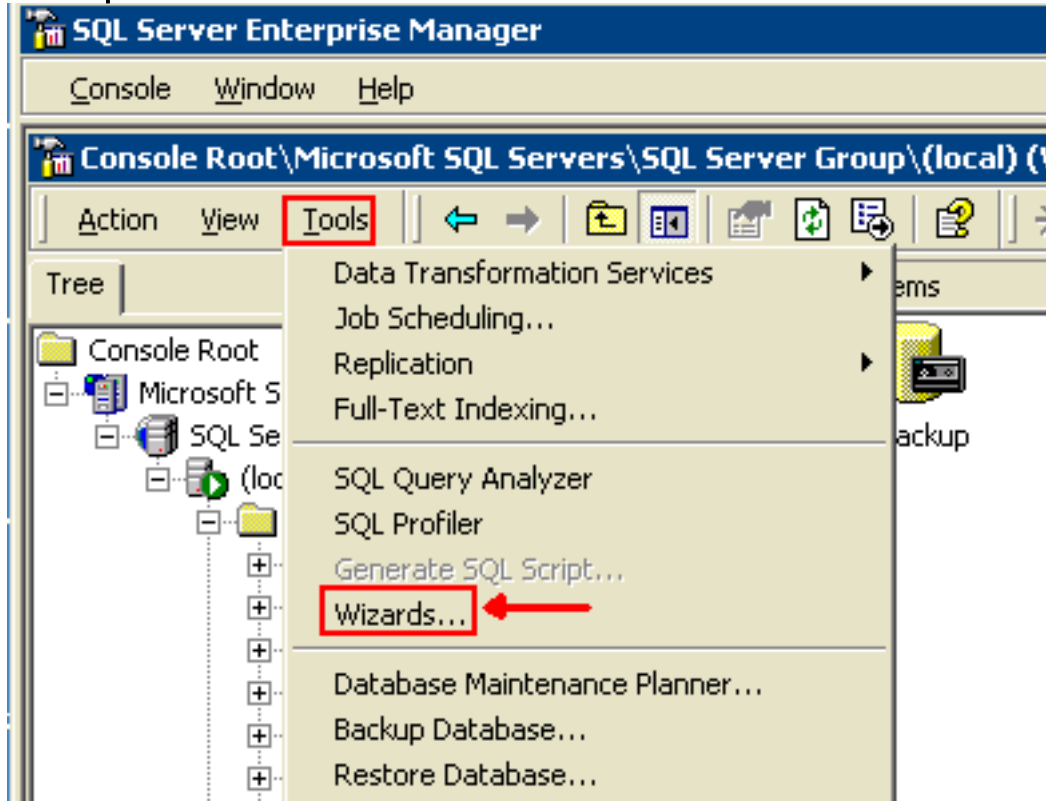 SQL Server Enterprise Manager
Console Window Help
Console Root\Microsoft SQL Servers\SQL Server Group\(local) (
Action View Tools
Tree
ems
Data Transformation Services
Job Scheduling...
Replication
Full-Text Indexing...
SQL Query Analyzer
SQL Profiler
Generate SQL Script...
Wizards...
Database Maintenance Planner...
Backup Database...
Restore Database...
Console Root
Microsoft S
SQL Se
(loc
ackup